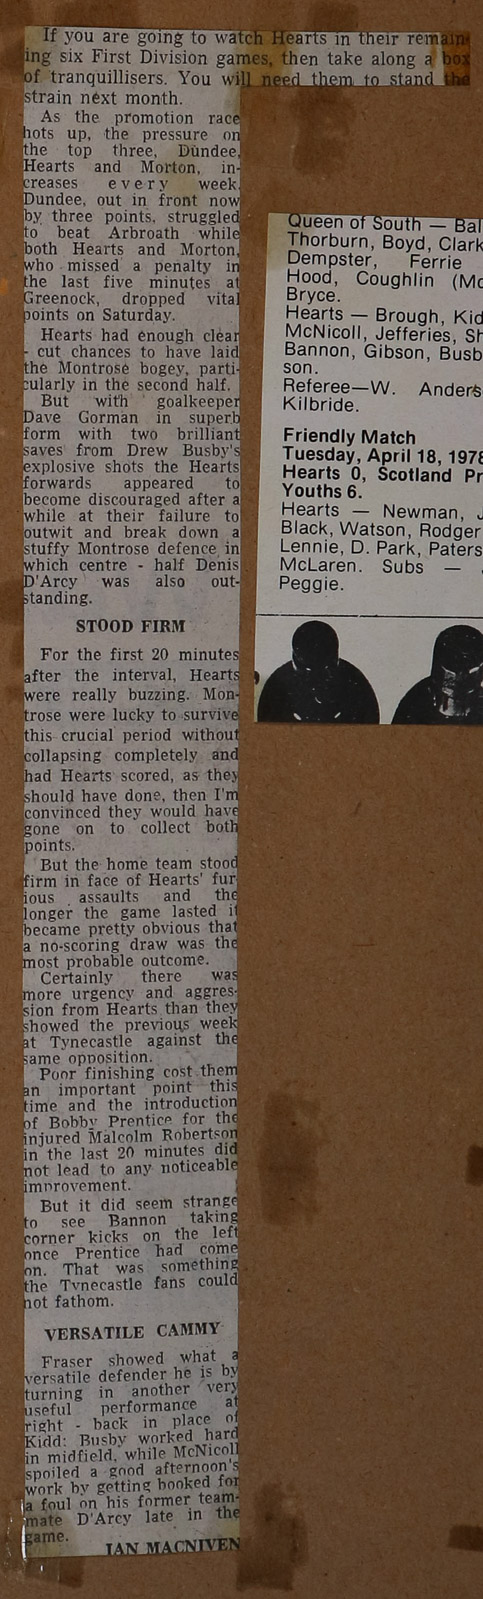 If you are going to watch Hearts in their remain-
ing six First Division games, then take along a box
of tranquillisers. You will need them to stand the
strain next month.
As the promotion race
hots up, the pressure on
the top three, Dundee,
Hearts and Morton, in-
creases every week.
Dundee, out in front now
by three points, struggled
to beat Arbroath while
both Hearts and Morton,
who missed a penalty in
the last five minutes at
Greenock, dropped vital
points on Saturday.
Hearts had enough clear
- cut chances to have laid
the Montrose bogey, parti-
cularly in the second half.
But with goalkeeper
Dave Gorman in superb
form with two brilliant
saves from Drew Busby's
explosive shots the Hearts
forwards appeared to
become discouraged after a
while at their failure to
outwit and break down a
stuffy Montrose defence in
which centre - half Denis
D'Arcy was also out-
standing.
STOOD FIRM
For the first 20 minutes
after the interval, Hearts
were really buzzing. Mon-
trose were lucky to survive
this crucial period without
collapsing completely and
had Hearts scored, as they
should have done, then I'm
convinced they would have
gone on to collect both
points.
But the home team stood
firm in face of Hearts' fur-
ious assaults and the
longer the game lasted it
became pretty obvious that
a no-scoring draw was the
most probable outcome.
Certainly there was
more urgency and aggres-
sion from Hearts than they
showed the previous week
at Tynecastle against the
same opposition.
Poor finishing cost them
an important point this
time and the introduction
of Bobby Prentice for the
injured Malcolm Robertson
in the last 20 minutes did
not lead to any noticeable
improvement.
But it did seem strange
to see Bannon taking
corner kicks on the left
once Prentice had come
on. That was something
the Tynecastle fans could
not fathom.
VERSATILE CAMMY
Fraser showed what a
versatile defender he is by
turning in another very
useful performance at
right - back in place of
Kidd: Busby worked hard
in midfield, while McNicoll
spoiled a good afternoon's
work by getting booked for
a foul on his former team-
mate D'Arcy late in the
game.
IAN MACNIVEN
Queen of South — Bal
Thorburn, Boyd, Clark
Dempster, Ferrie
Hood, Coughlin (Mc
Bryce.
Hearts — Brough, Kid
McNicoll, Jefferies, Sh
Bannon, Gibson, Busb
son.
Referee—W. Anders
Kilbride.
Friendly Match
Tuesday, April 18, 1978
Hearts 0, Scotland Pr
Youths 6.
Hearts — Newman, J
Black, Watson, Rodger
Lennie, D. Park, Paters
McLaren. Subs —
Peggie.